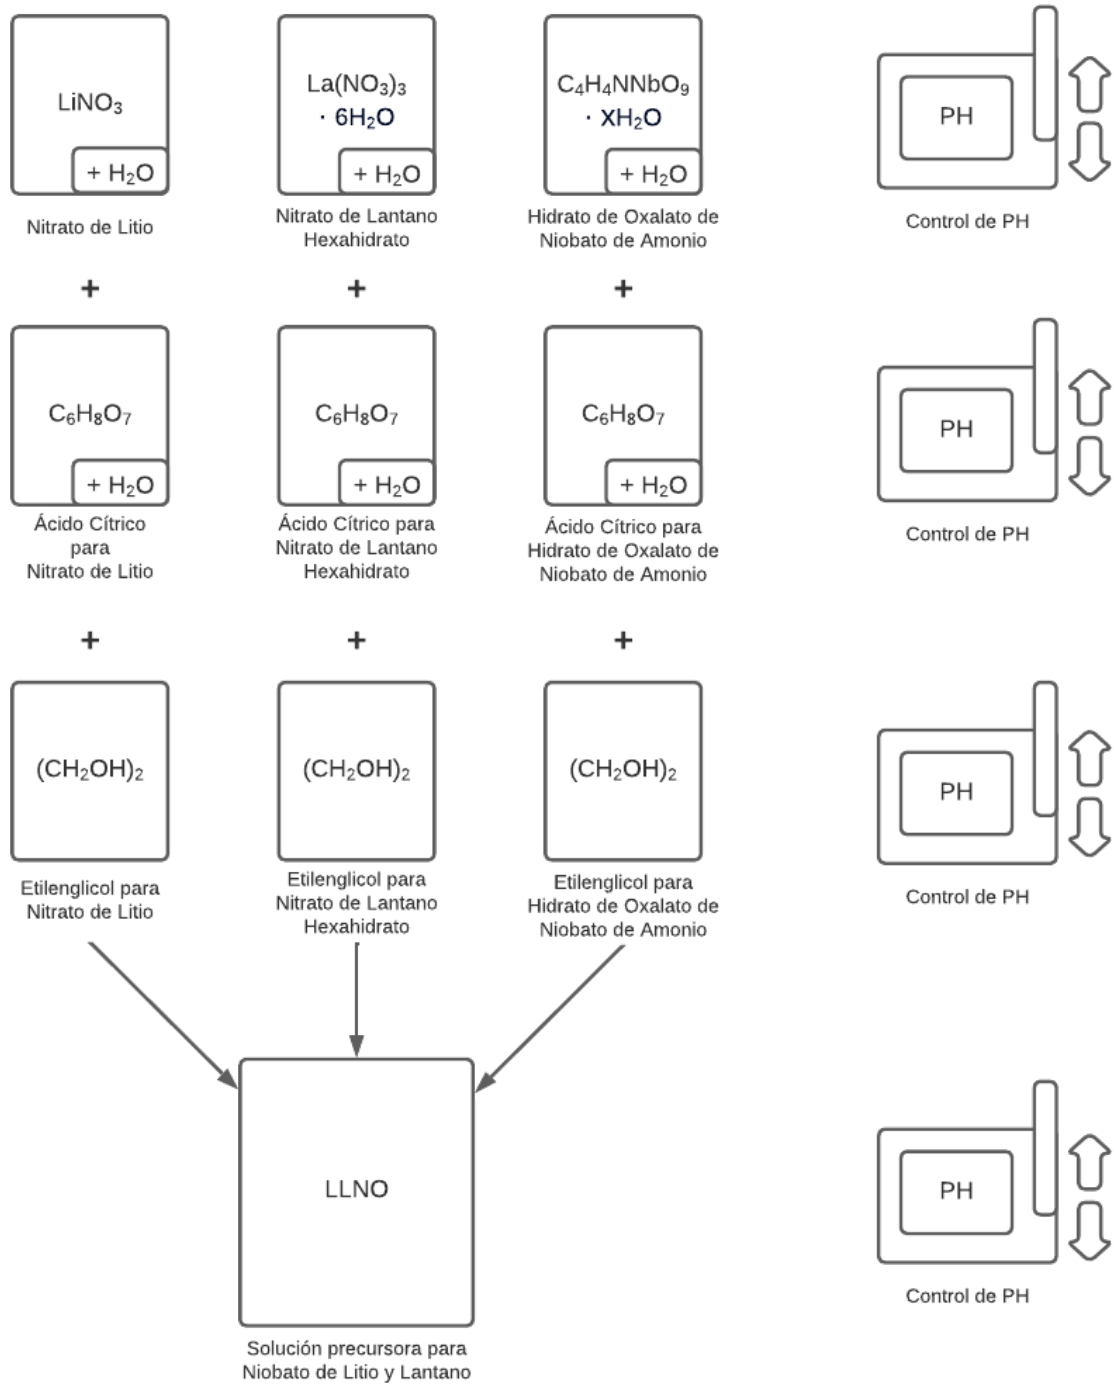 LiNO₃
+ H₂O
Nitrato de Litio
La(NO₃)₃
· 6H₂O
+ H₂O
Nitrato de Lantano
Hexahidrato
C₄H₄NNbO₉
· XH₂O
+ H₂O
Hidrato de Oxalato de
Niobato de Amonio
PH
Control de PH
+
+
+
C₆H₈O₇
+ H₂O
Ácido Cítrico
para
Nitrato de Litio
C₆H₈O₇
+ H₂O
Ácido Cítrico para
Nitrato de Lantano
Hexahidrato
C₆H₈O₇
+ H₂O
Ácido Cítrico para
Hidrato de Oxalato de
Niobato de Amonio
PH
Control de PH
+
+
+
(CH₂OH)₂
Etilenglicol para
Nitrato de Litio
(CH₂OH)₂
Etilenglicol para
Nitrato de Lantano
Hexahidrato
(CH₂OH)₂
Etilenglicol para
Hidrato de Oxalato de
Niobato de Amonio
PH
Control de PH
LLNO
Solución precursora para
Niobato de Litio y Lantano
PH
Control de PH